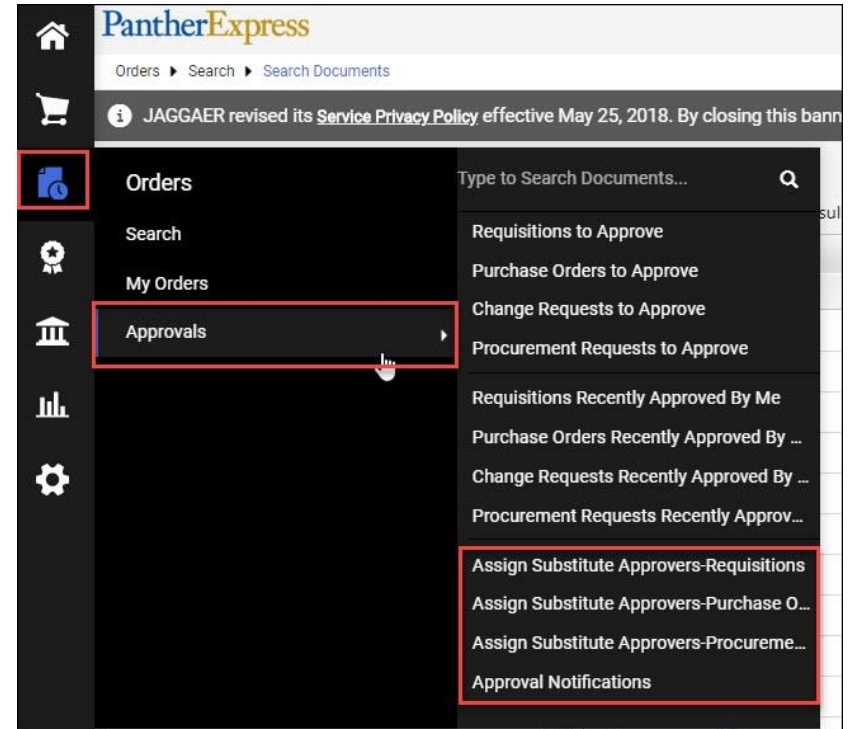 PantherExpress
Orders ▸ Search ▸ Search Documents
JAGGAER revised its Service Privacy Policy effective May 25, 2018. By closing this bann
Orders
Search
My Orders
Approvals
Type to Search Documents...
sul
Requisitions to Approve
Purchase Orders to Approve
Change Requests to Approve
Procurement Requests to Approve
Requisitions Recently Approved By Me
Purchase Orders Recently Approved By ...
Change Requests Recently Approved By ...
Procurement Requests Recently Approv...
Assign Substitute Approvers-Requisitions
Assign Substitute Approvers-Purchase O...
Assign Substitute Approvers-Procureme...
Approval Notifications